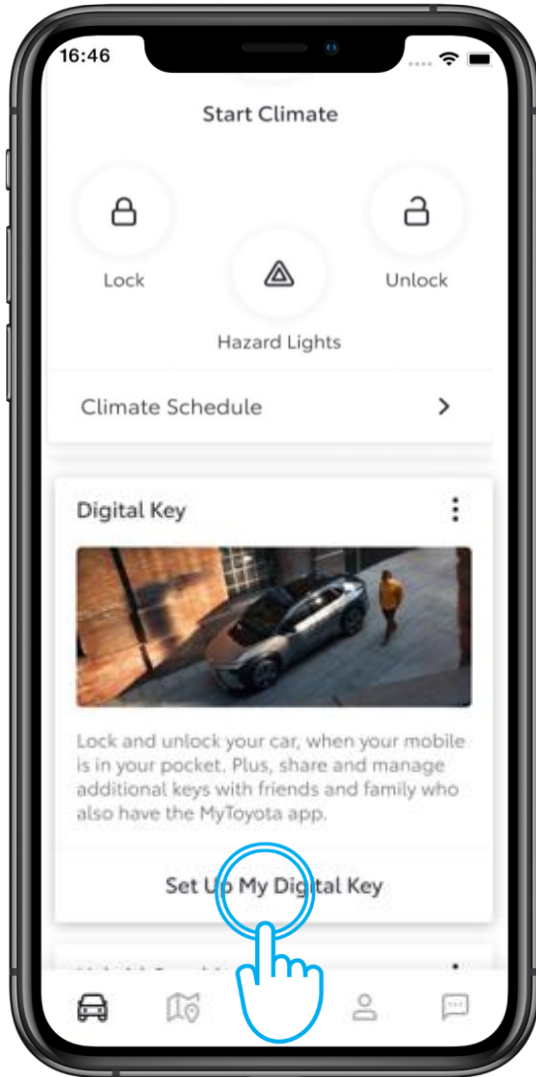 16:46
Start Climate
Lock
Unlock
Hazard Lights
Climate Schedule
Digital Key
Lock and unlock your car, when your mobile
is in your pocket. Plus, share and manage
additional keys with friends and family who
also have the MyToyota app.
Set Up My Digital Key